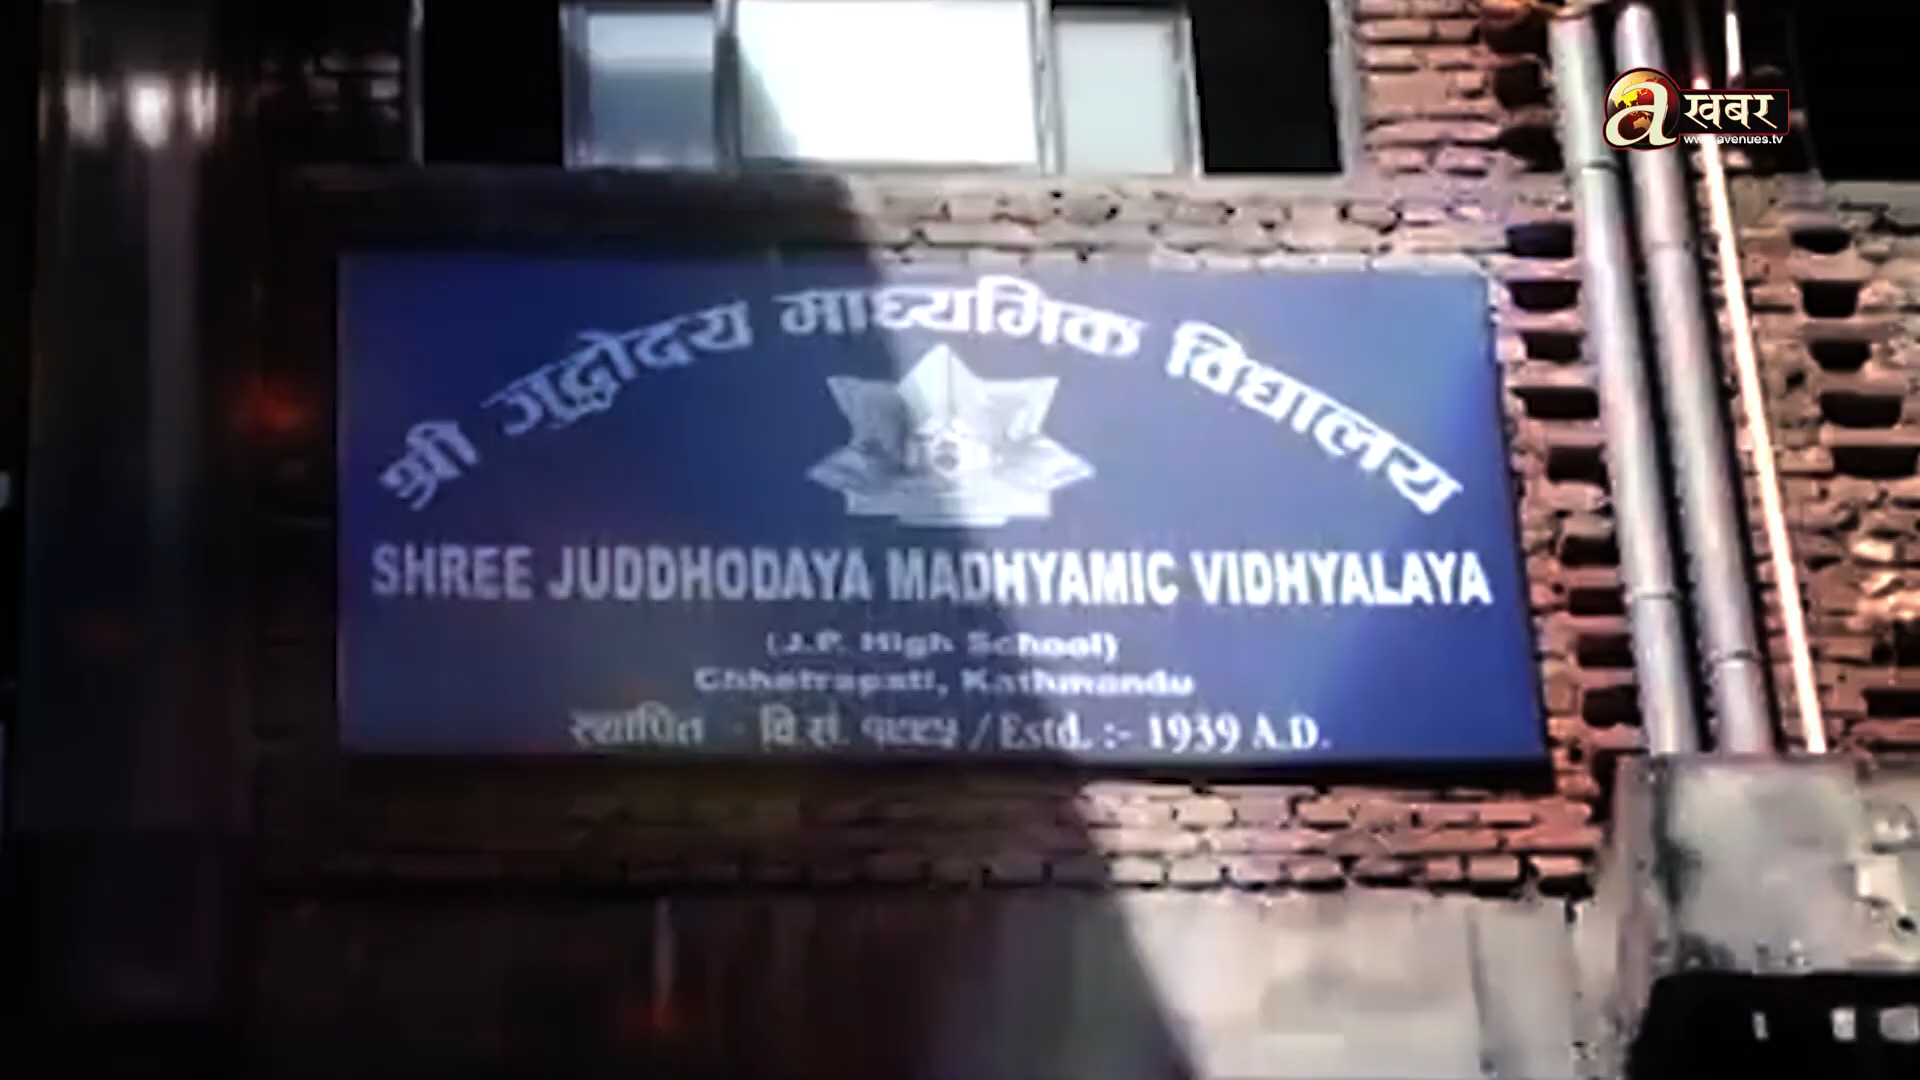 खबर
www.avenues.tv
श्री जुद्धोदय माध्यमिक विद्यालय
SHREE JUDDHODAYA MADHYAMIC VIDHYALAYA
(J.P. High School)
Chhetrapati, Kathmandu
स्थापित :- वि.सं. / Estd. :- 1939 A.D.